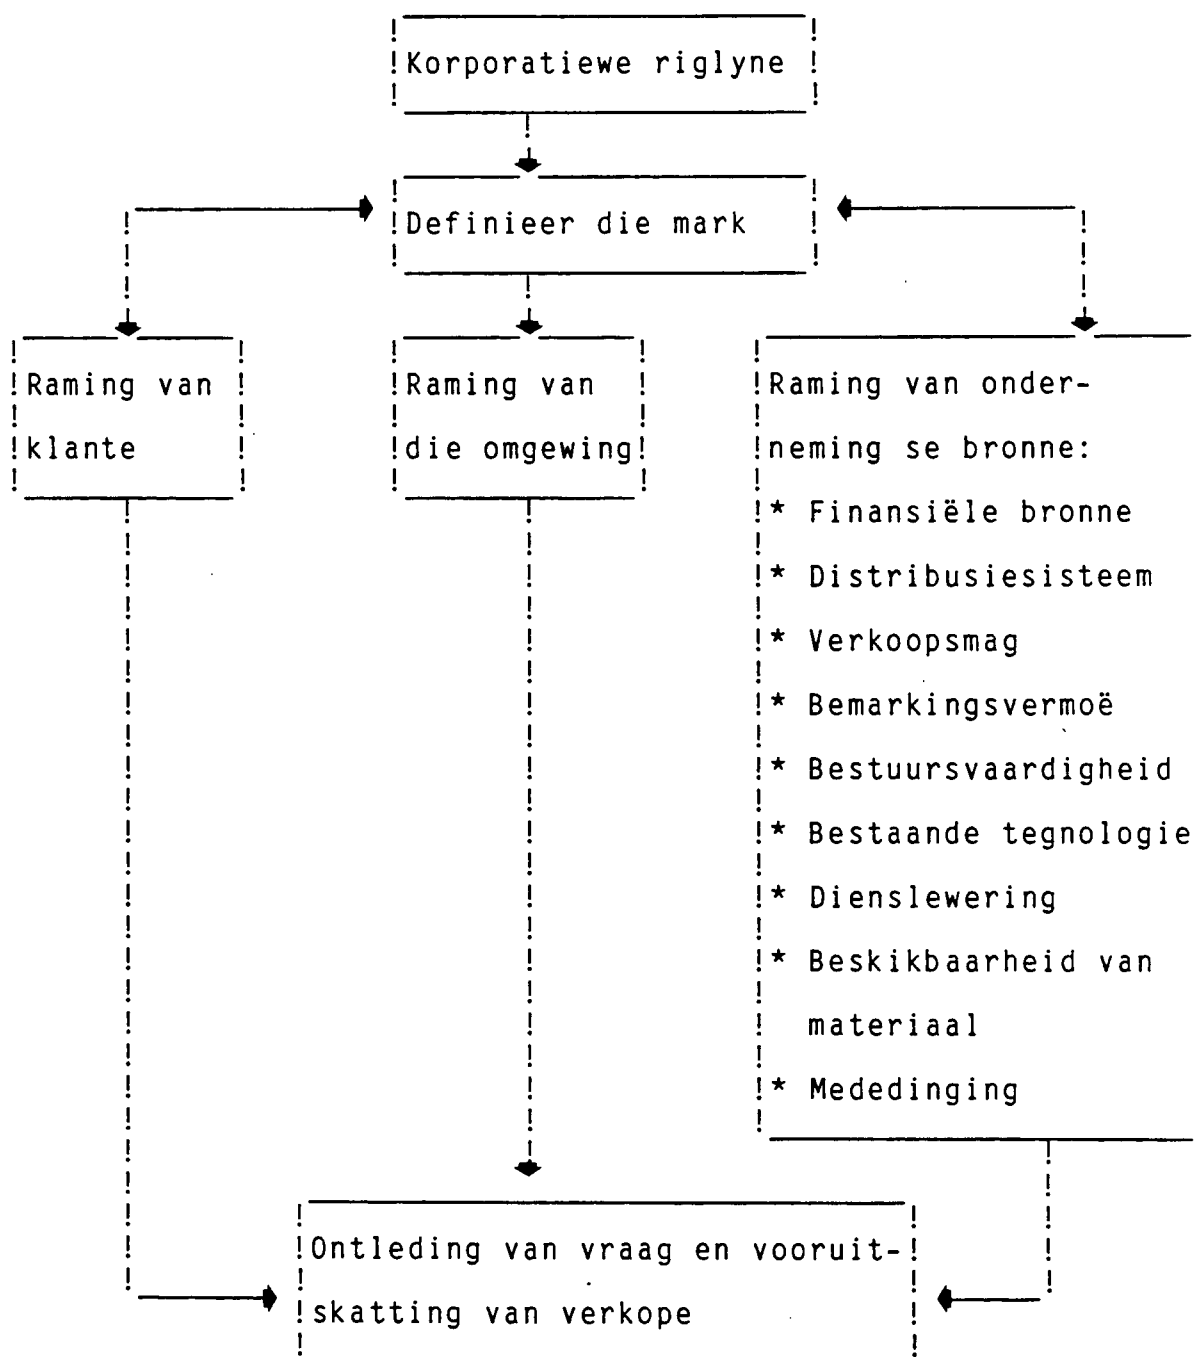 Korporatiewe riglyne
Definieer die mark
Raming van
klante
Raming van
die omgewing
Raming van onder-
neming se bronne:
* Finansiële bronne
* Distribusiesisteem
* Verkoopsmag
* Bemarkingsvermoë
* Bestuursvaardigheid
* Bestaande tegnologie
* Dienslewering
* Beskikbaarheid van
materiaal
* Mededinging
Ontleding van vraag en vooruit-
skatting van verkope